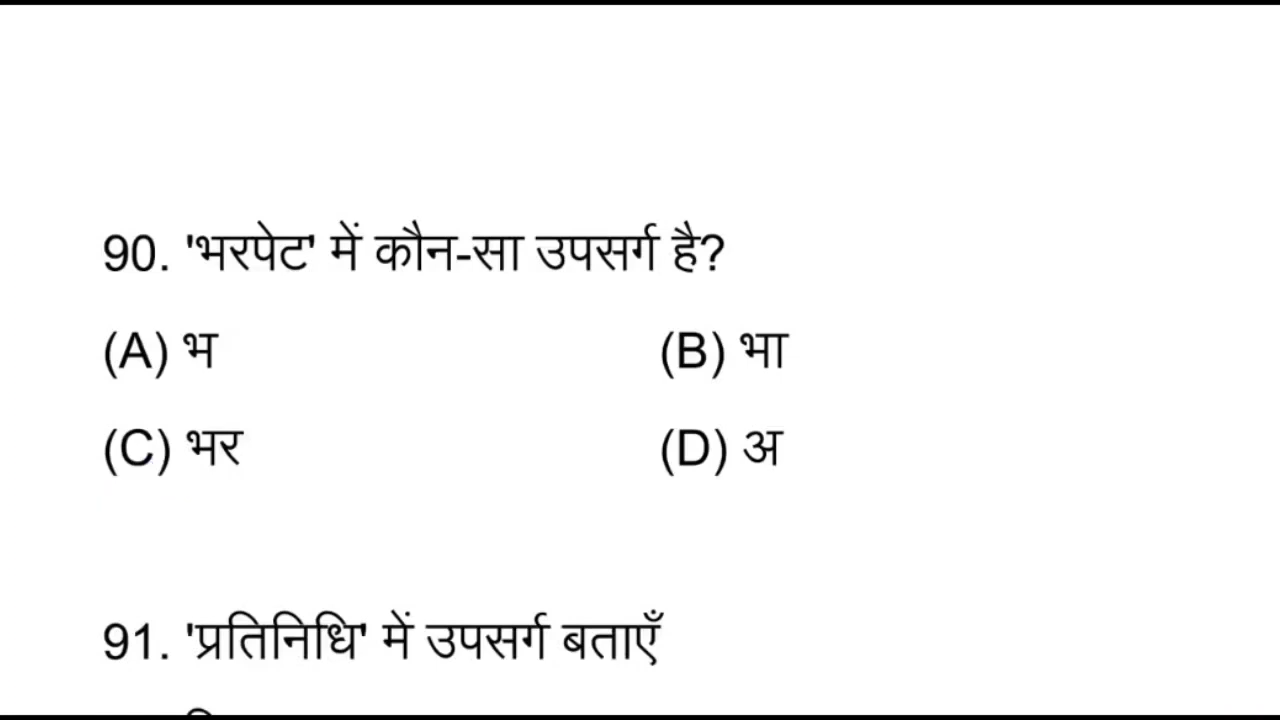 90. 'भरपेट' में कौन-सा उपसर्ग है?
(A) भ (B) भा
(C) भर (D) अ
91. 'प्रतिनिधि' में उपसर्ग बताएँ